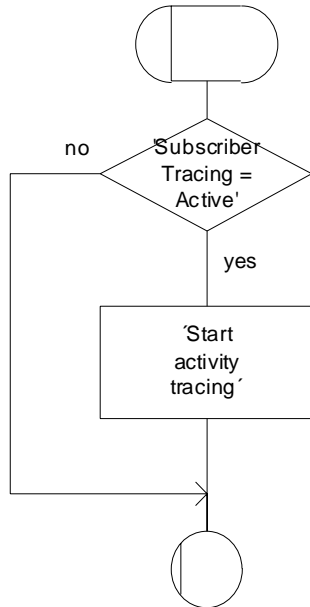 'Subscriber
no
Tracing =
Active'
yes
´Start
activity
tracing´